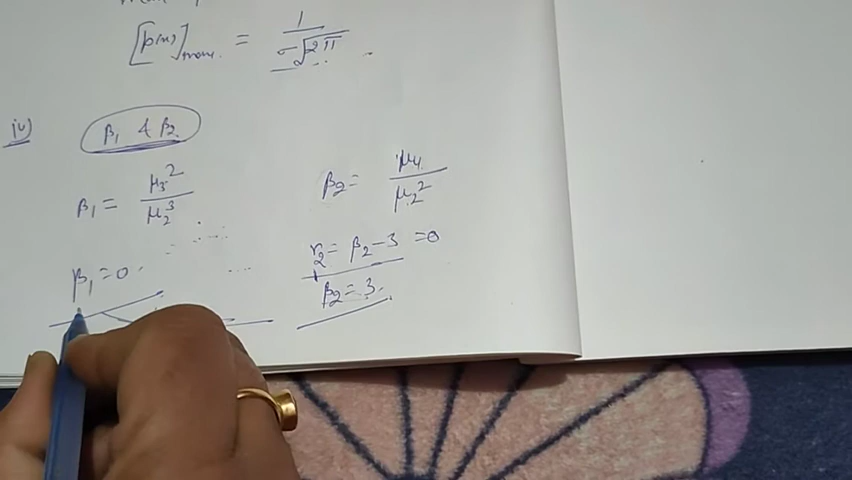 [p(x)]max. = 1/σ√2π
iv) β₁ & β₂
β₁ = μ₃²/μ₂³
β₂ = μ₄/μ₂²
γ₂ = β₂-3 =0
β₁=0
β₂=3.